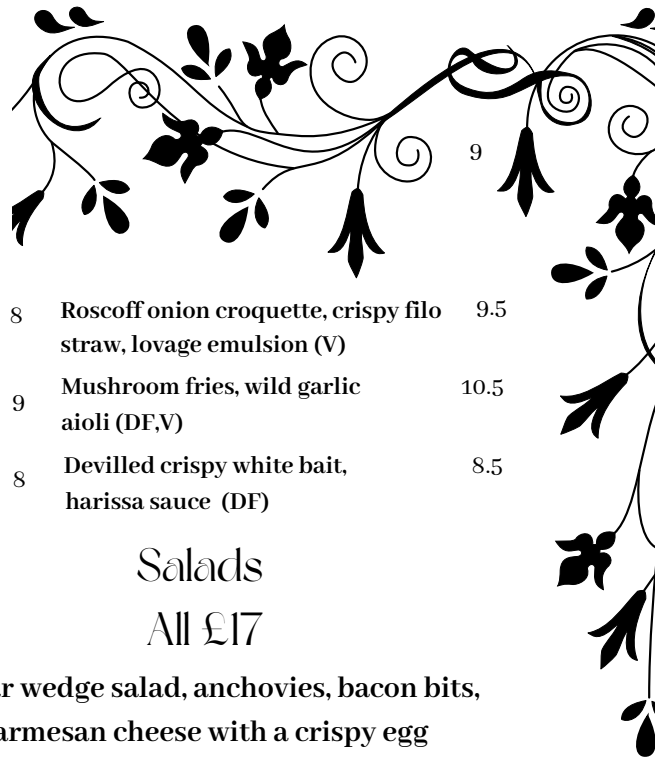 9
8 Roscoff onion croquette, crispy filo 9.5
straw, lovage emulsion (V)
9 Mushroom fries, wild garlic 10.5
aioli (DF,V)
8 Devilled crispy white bait, 8.5
harissa sauce (DF)
Salads
All £17
wedge salad, anchovies, bacon bits,
cheese with a crispy egg